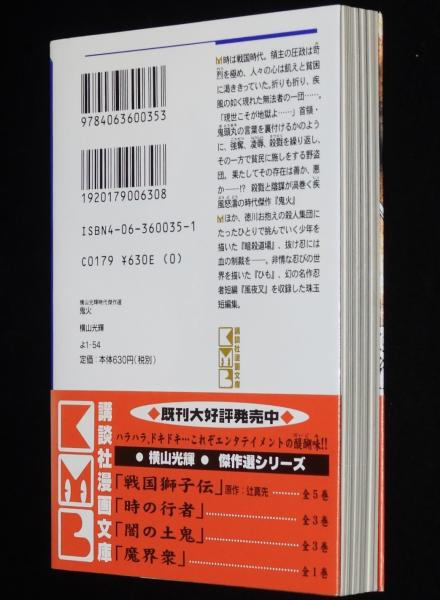 9784063600353
1920179006308
ISBN4-06-360035-1
C0179 ¥630E (0)
横山光輝時代傑作選
鬼火
横山光輝
よ1-54
定価:本体630円(税別)
時は戦国時代。領主の圧政は苛
烈を極め、人々の心は飢えと貧困
に渇ききっていた。折りも折り、疾
風の如く現れた無法者の一団……。
「現世こそが地獄よ……」首領・
鬼頭丸の言葉を裏付けるかのよう
に、強奪、凌辱、殺戮を繰り返し、
その一方で貧民に施しをする野盗
団。果たしてその存在は善か、悪
か――!? 殺戮と陰謀が渦巻く疾
風怒濤の時代傑作『鬼火』
ほか、徳川お抱えの殺人集団に
たったひとりで挑んでいく少年を
描いた『暗殺道場』、抜け忍には
血の制裁を――。非情な忍びの世
界を描いた『ひも』、幻の名作忍
者短編『風夜叉』を収録した珠玉
短編集。
講談社漫画文庫
KMB
講談社漫画文庫
KMB
◆既刊大好評発売中◆
ハラハラ、ドキドキ…これぞエンタテイメントの醍醐味!!
●横山光輝● 傑作選シリーズ
「戦国獅子伝」原作:辻真先 全5巻
「時の行者」 全3巻
「闇の土鬼」 全3巻
「魔界衆」 全1巻